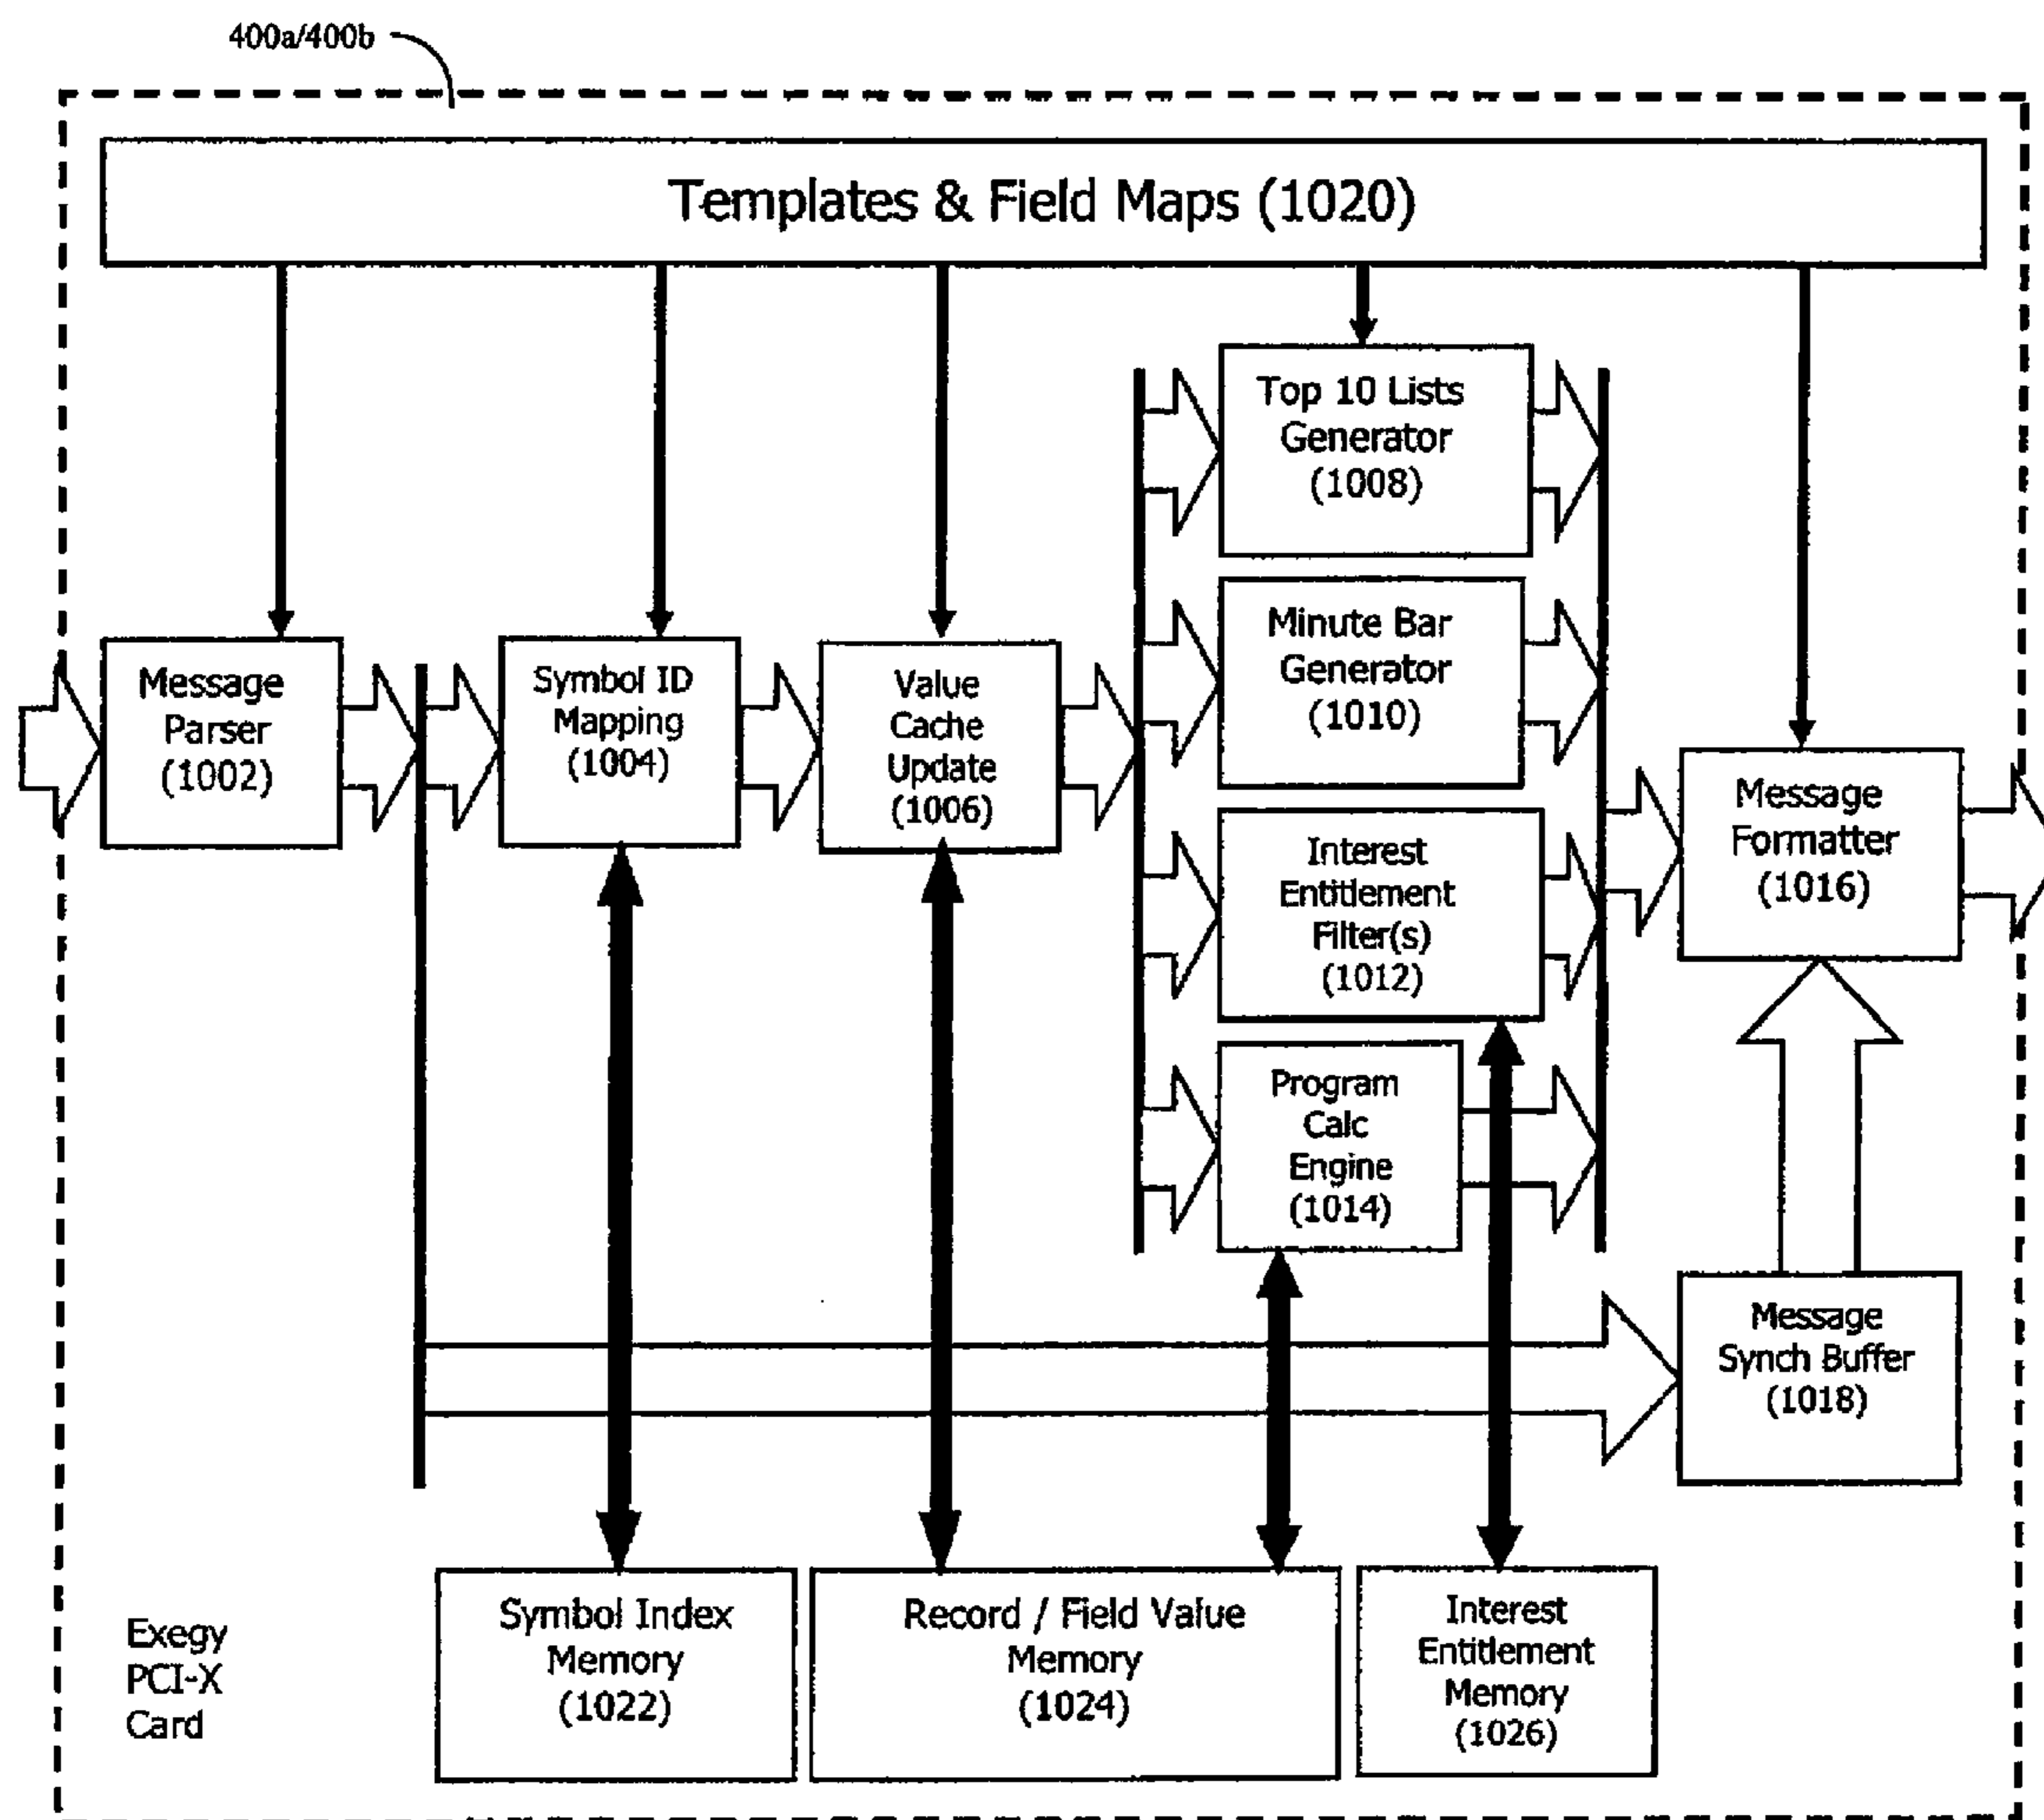 400a/400b
Templates & Field Maps (1020)
Top 10 Lists
Generator
(1008)
Message
Parser
(1002)
Symbol ID
Mapping
(1004)
Value
Cache
Update
(1006)
Minute Bar
Generator
(1010)
Interest
Entitlement
Filter(s)
(1012)
Program
Calc
Engine
(1014)
Message
Formatter
(1016)
Message
Synch Buffer
(1018)
Exegy
PCI-X
Card
Symbol Index
Memory
(1022)
Record / Field Value
Memory
(1024)
Interest
Entitlement
Memory
(1026)